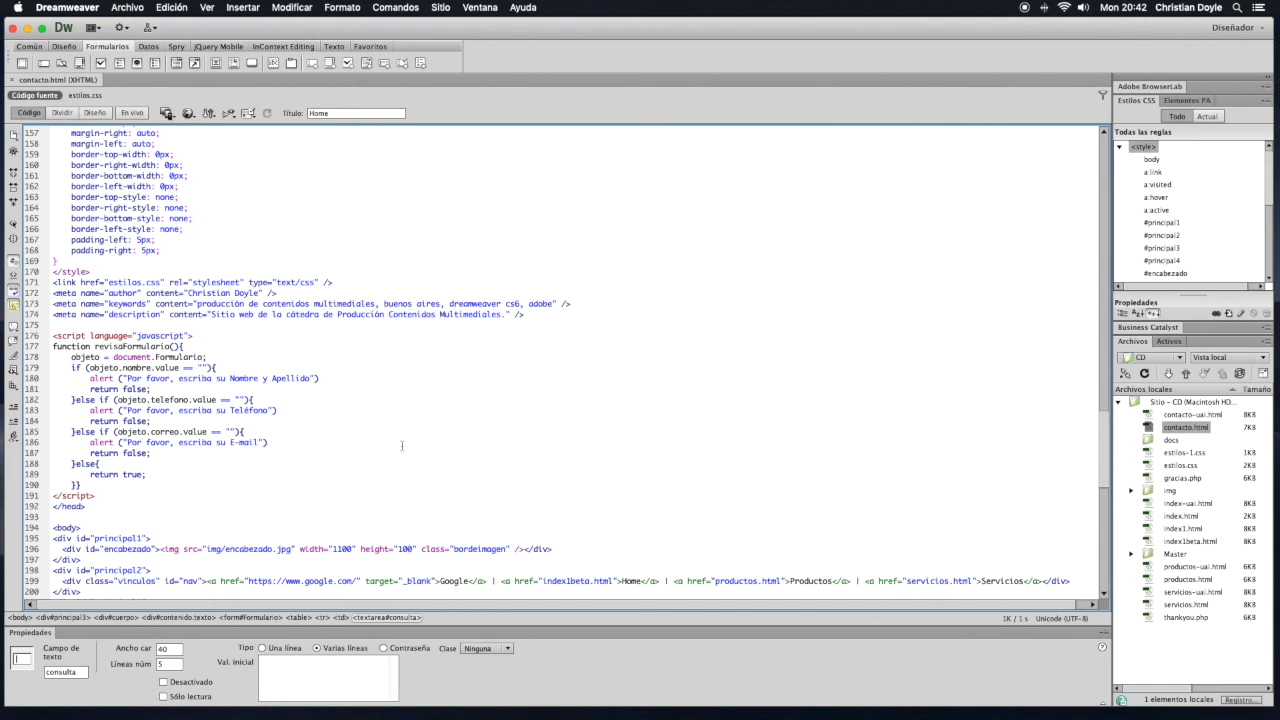 Dreamweaver Archivo Edición Ver Insertar Modificar Formato Comandos Sitio Ventana Ayuda Mon 20:42 Christian Doyle
Dw Diseñador
Común Diseño Formularios Datos Spry jQuery Mobile InContext Editing Texto Favoritos
contacto.html (XHTML)
Código fuente estilos.css
Código Dividir Diseño En vivo Título: Home
157 margin-right: auto;
158 margin-left: auto;
159 border-top-width: 0px;
160 border-right-width: 0px;
161 border-bottom-width: 0px;
162 border-left-width: 0px;
163 border-top-style: none;
164 border-right-style: none;
165 border-bottom-style: none;
166 border-left-style: none;
167 padding-left: 5px;
168 padding-right: 5px;
169 }
170 </style>
171 <link href="estilos.css" rel="stylesheet" type="text/css" />
172 <meta name="author" content="Christian Doyle" />
173 <meta name="keywords" content="producción de contenidos multimediales, buenos aires, dreamweaver cs6, adobe" />
174 <meta name="description" content="Sitio web de la cátedra de Producción Contenidos Multimediales." />
175
176 <script language="javascript">
177 function revisaFormulario(){
178 objeto = document.Formulario;
179 if (objeto.nombre.value == ""){
180 alert ("Por favor, escriba su Nombre y Apellido")
181 return false;
182 }else if (objeto.telefono.value == ""){
183 alert ("Por favor, escriba su Teléfono")
184 return false;
185 }else if (objeto.correo.value == ""){
186 alert ("Por favor, escriba su E-mail")
187 return false;
188 }else{
189 return true;
190 }}
191 </script>
192 </head>
193
194 <body>
195 <div id="principal1">
196 <div id="encabezado"><img src="img/encabezado.jpg" width="1100" height="100" class="bordeimagen" /></div>
197 </div>
198 <div id="principal2">
199 <div class="vinculos" id="nav"><a href="https://www.google.com/" target="_blank">Google</a> | <a href="index1beta.html">Home</a> | <a href="productos.html">Productos</a> | <a href="servicios.html">Servicios</a></div>
200 </div>
<body> <div#principal3> <div#cuerpo> <div#contenido.texto> <form#Formulario> <table> <tr> <td> <textarea#consulta> 1K / 1 s Unicode (UTF-8)
Propiedades
Campo de texto
consulta
Ancho car 40
Líneas núm 5
Tipo Una línea Varias líneas Contraseña Clase Ninguna
Val. inicial
Desactivado
Sólo lectura
Adobe BrowserLab
Estilos CSS Elementos PA
Todo Actual
Todas las reglas
<style>
body
a:link
a:visited
a:hover
a:active
#principal1
#principal2
#principal3
#principal4
#encabezado
Propiedades
Business Catalyst
Archivos Activos
CD Vista local
Archivos locales Tamaño
Sitio - CD (Macintosh HD...
contacto-uai.html 8KB
contacto.html 7KB
docs
estilos-1.css 1KB
estilos.css 2KB
gracias.php 6KB
img
index-uai.html 8KB
index.html 2KB
index1.html 8KB
index1beta.html 8KB
Master
productos-uai.html 8KB
productos.html 8KB
servicios-uai.html 8KB
servicios.html 8KB
thankyou.php 6KB
1 elementos locales Registro...